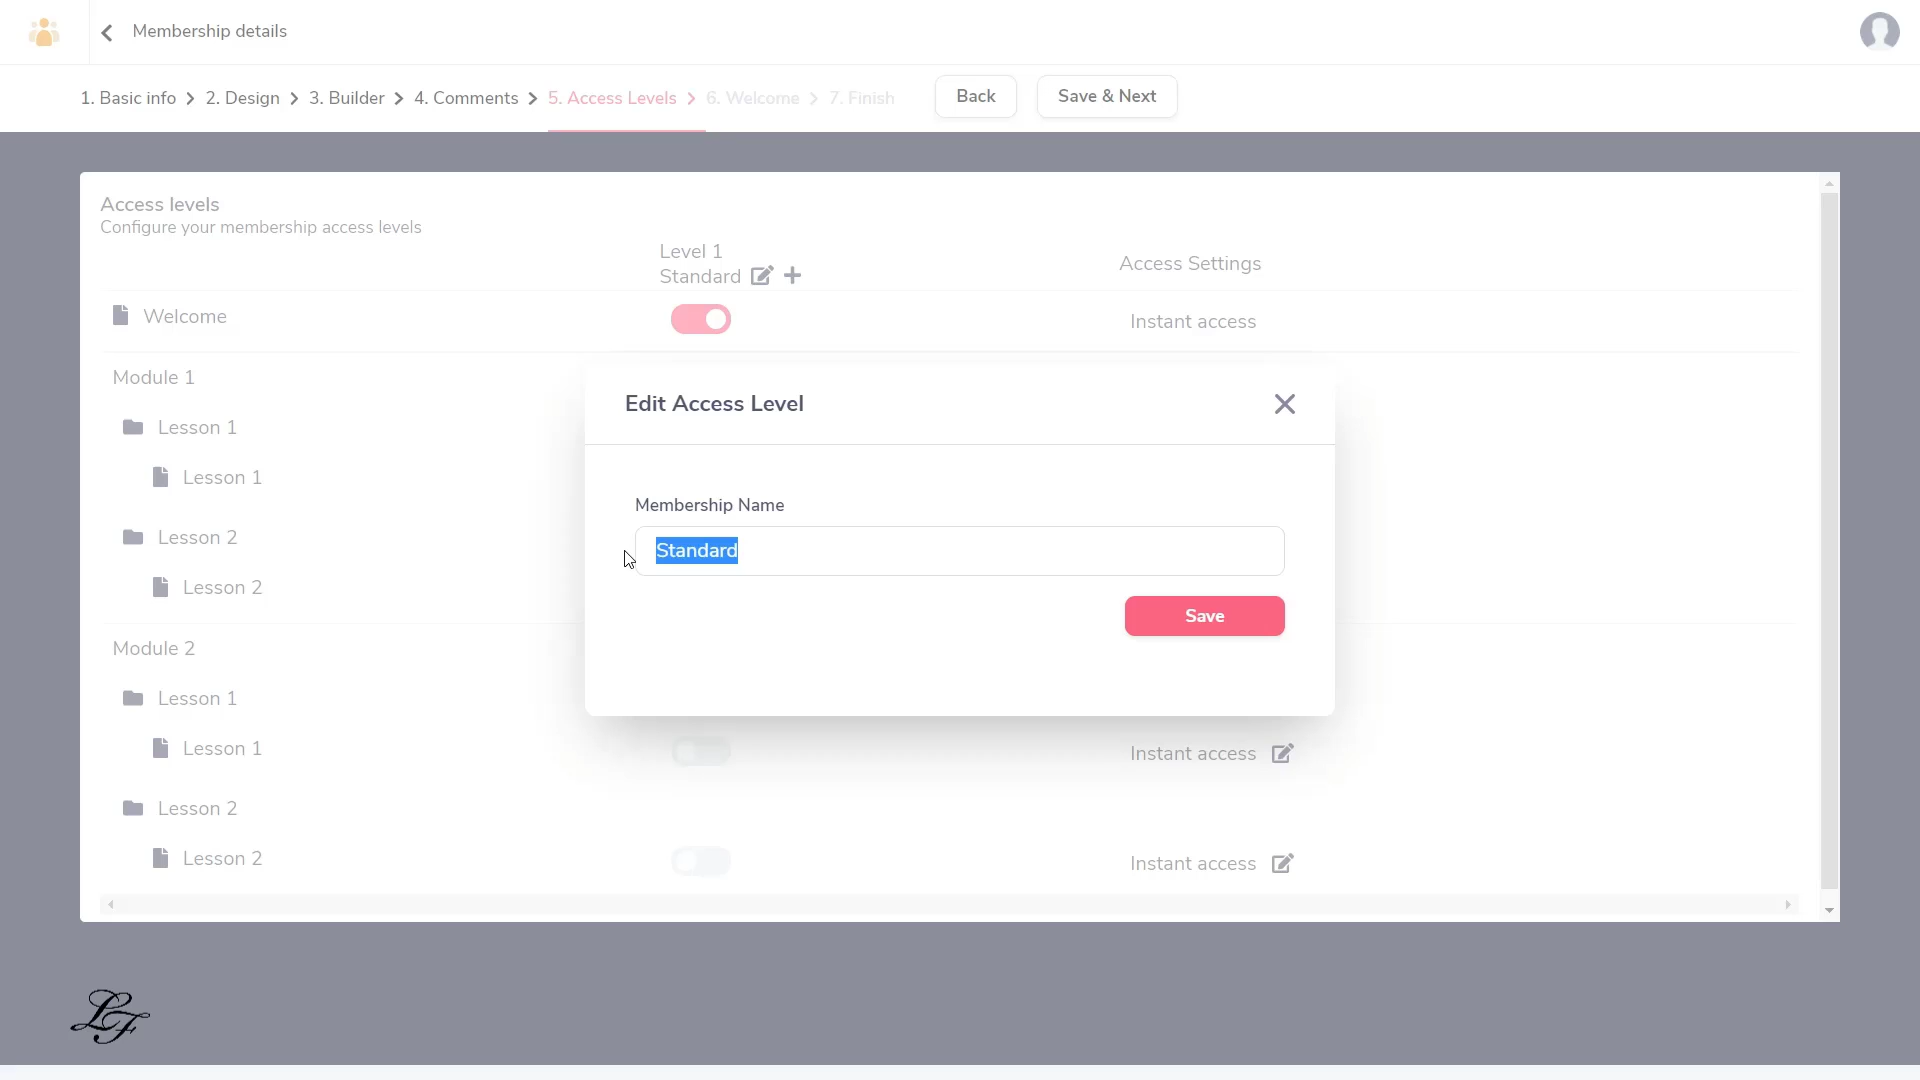 Membership details
1. Basic info
2. Design
3. Builder
4. Comments
5. Access Levels
6. Welcome
7. Finish
Back
Save & Next
Access levels
Configure your membership access levels
Level 1
Standard
Access Settings
Welcome
Instant access
Module 1
Lesson 1
Lesson 1
Lesson 2
Lesson 2
Edit Access Level
Membership Name
Standard
Save
Module 2
Lesson 1
Lesson 1
Instant access
Lesson 2
Lesson 2
Instant access
LF